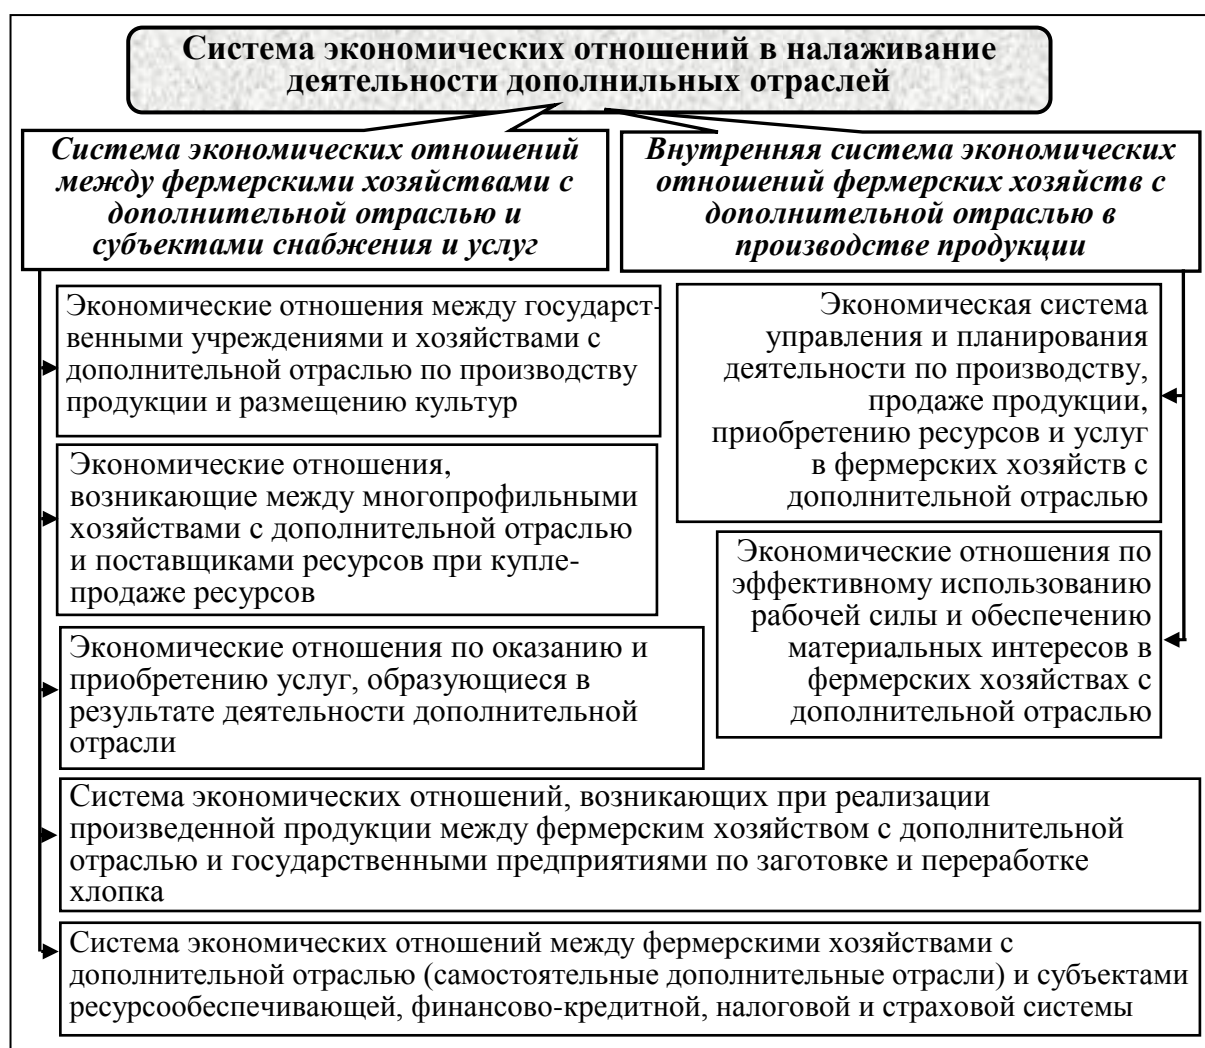 Система экономических отношений в налаживание
деятельности дополнильных отраслей
Система экономических отношений
между фермерскими хозяйствами с
дополнительной отраслью и
субъектами снабжения и услуг
Внутренняя система экономических
отношений фермерских хозяйств с
дополнительной отраслью в
производстве продукции
Экономические отношения между государст-
венными учреждениями и хозяйствами с
дополнительной отраслью по производству
продукции и размещению культур
Экономические отношения,
возникающие между многопрофильными
хозяйствами с дополнительной отраслью
и поставщиками ресурсов при купле-
продаже ресурсов
Экономические отношения по оказанию и
приобретению услуг, образующиеся в
результате деятельности дополнительной
отрасли
Экономическая система
управления и планирования
деятельности по производству,
продаже продукции,
приобретению ресурсов и услуг
в фермерских хозяйств с
дополнительной отраслью
Экономические отношения по
эффективному использованию
рабочей силы и обеспечению
материальных интересов в
фермерских хозяйствах с
дополнительной отраслью
Система экономических отношений, возникающих при реализации
произведенной продукции между фермерским хозяйством с дополнительной
отраслью и государственными предприятиями по заготовке и переработке
хлопка
Система экономических отношений между фермерскими хозяйствами с
дополнительной отраслью (самостоятельные дополнительные отрасли) и субъектами
ресурсообеспечивающей, финансово-кредитной, налоговой и страховой системы